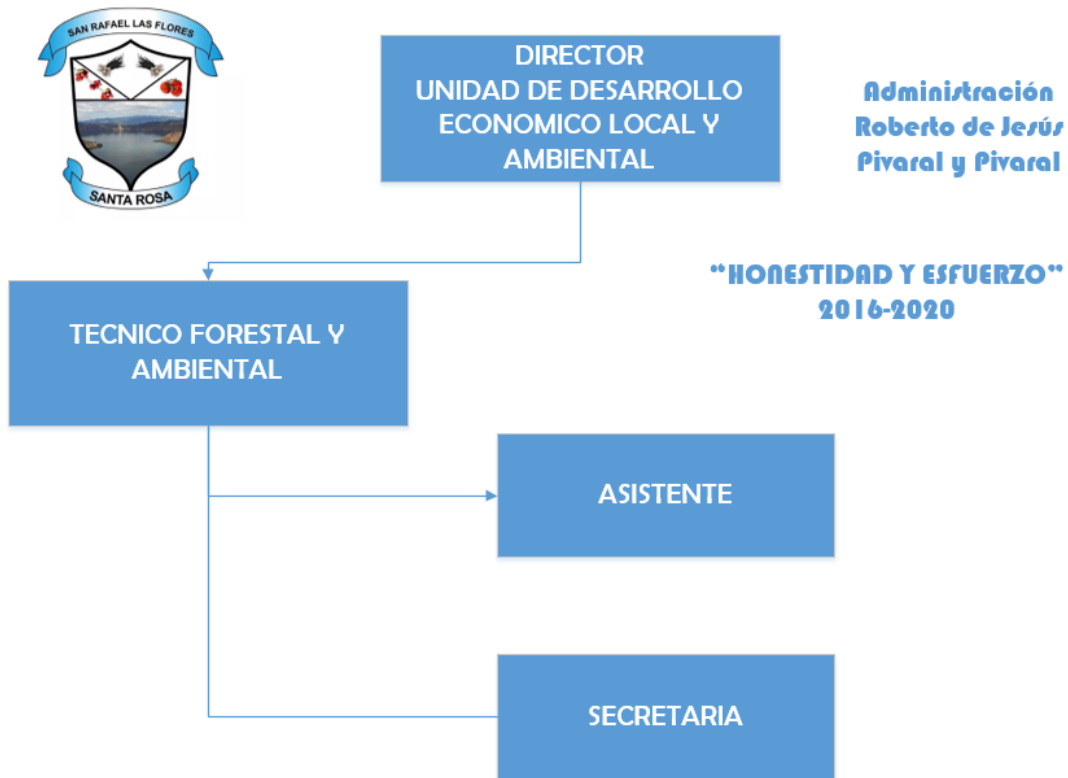 SAN RAFAEL LAS FLORES
SANTA ROSA
DIRECTOR
UNIDAD DE DESARROLLO
ECONOMICO LOCAL Y
AMBIENTAL
Administración
Roberto de Jesús
Pivaral y Pivaral
“HONESTIDAD Y ESFUERZO”
2016-2020
TECNICO FORESTAL Y
AMBIENTAL
ASISTENTE
SECRETARIA